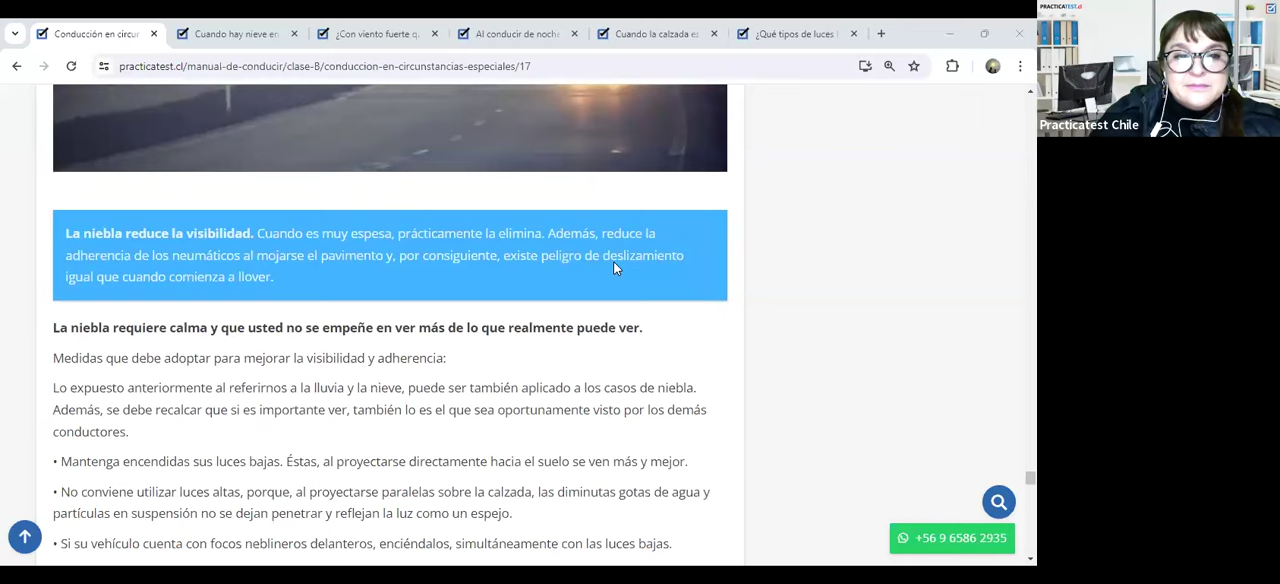 Conducción en circur
Cuando hay nieve en
¿Con viento fuerte q
Al conducir de noche
Cuando la calzada es
¿Qué tipos de luces
practicatest.cl/manual-de-conducir/clase-B/conduccion-en-circunstancias-especiales/17
PRACTICATEST.cl
Practicatest Chile
La niebla reduce la visibilidad. Cuando es muy espesa, prácticamente la elimina. Además, reduce la
adherencia de los neumáticos al mojarse el pavimento y, por consiguiente, existe peligro de deslizamiento
igual que cuando comienza a llover.
La niebla requiere calma y que usted no se empeñe en ver más de lo que realmente puede ver.
Medidas que debe adoptar para mejorar la visibilidad y adherencia:
Lo expuesto anteriormente al referirnos a la lluvia y la nieve, puede ser también aplicado a los casos de niebla.
Además, se debe recalcar que si es importante ver, también lo es el que sea oportunamente visto por los demás
conductores.
• Mantenga encendidas sus luces bajas. Éstas, al proyectarse directamente hacia el suelo se ven más y mejor.
• No conviene utilizar luces altas, porque, al proyectarse paralelas sobre la calzada, las diminutas gotas de agua y
partículas en suspensión no se dejan penetrar y reflejan la luz como un espejo.
• Si su vehículo cuenta con focos neblineros delanteros, enciéndalos, simultáneamente con las luces bajas.
+56 9 6586 2935